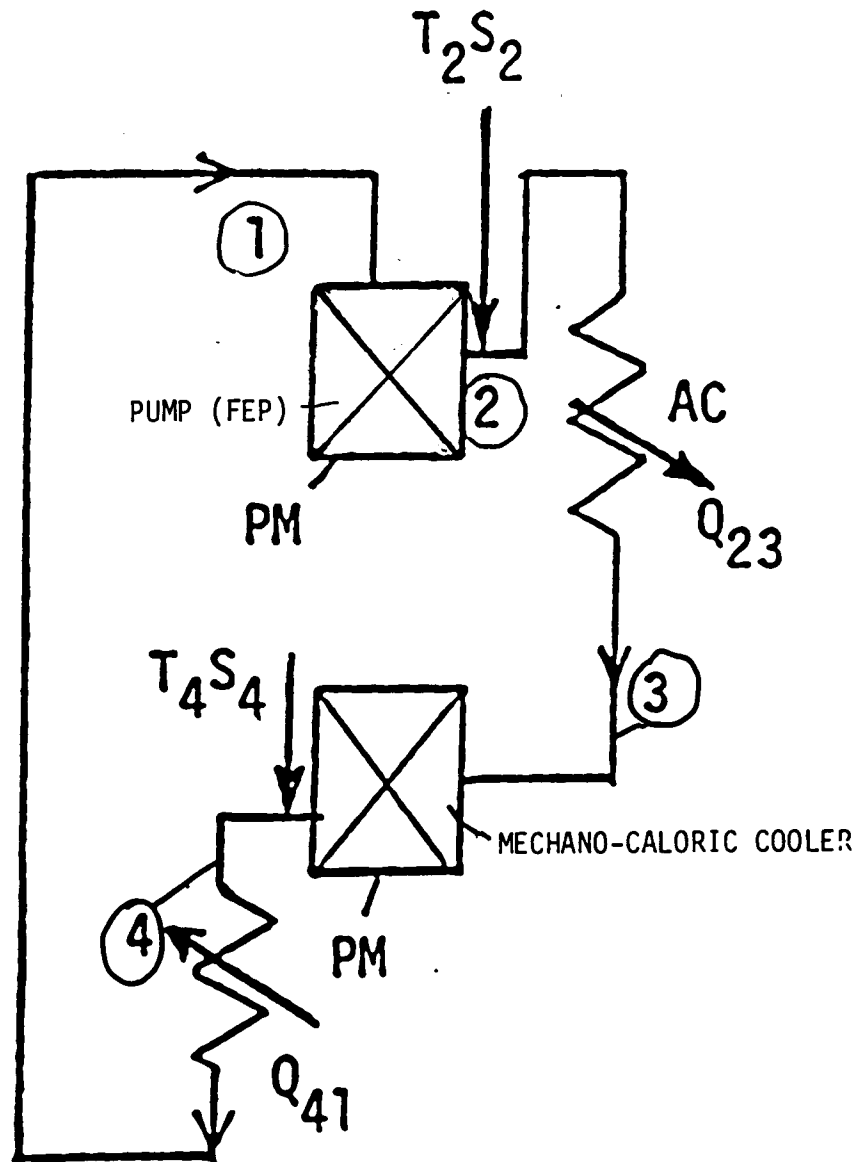 T2S2
1
PUMP (FEP)
2
AC
PM
Q23
T4S4
3
MECHANO-CALORIC COOLER
4
PM
Q41